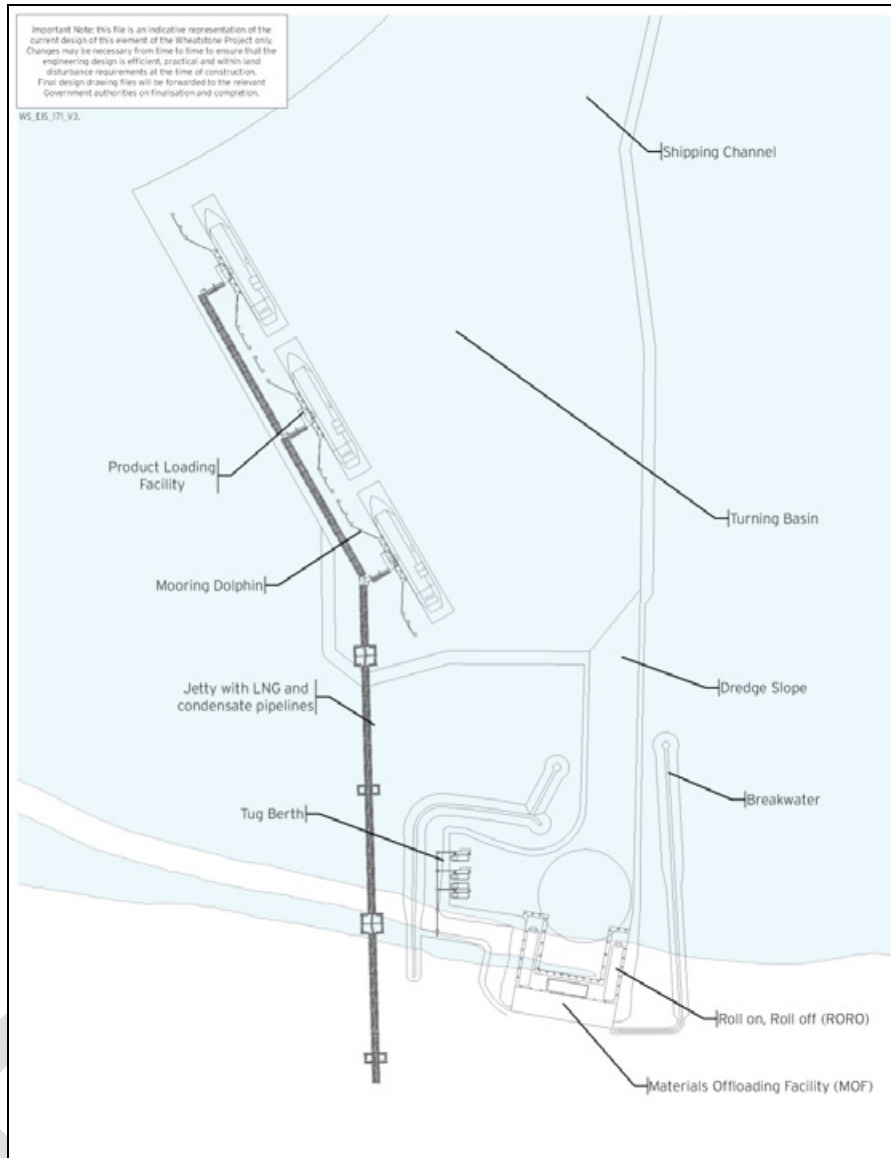 Important Note: this file is an indicative representation of the
current design of this element of the Wheatstone Project only.
Changes may be necessary from time to time to ensure that the
engineering design is efficient, practical and within land
disturbance requirements at the time of construction.
Final design drawing files will be forwarded to the relevant
Government authorities on finalisation and completion.
WS_EIS_171_V3.
Shipping Channel
Product Loading
Facility
Turning Basin
Mooring Dolphin
Jetty with LNG and
condensate pipelines
Dredge Slope
Tug Berth
Breakwater
Roll on, Roll off (RORO)
Materials Offloading Facility (MOF)